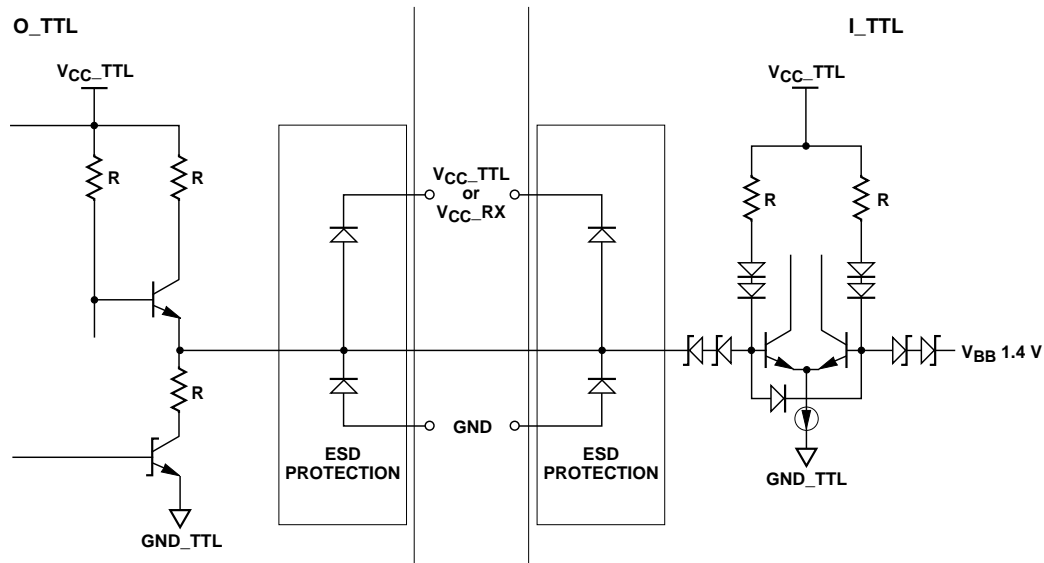 O_TTL
I_TTL
VCC_TTL
VCC_TTL
R
R
VCC_TTL
or
VCC_RX
R
R
VBB 1.4 V
R
GND
ESD
PROTECTION
ESD
PROTECTION
GND_TTL
GND_TTL